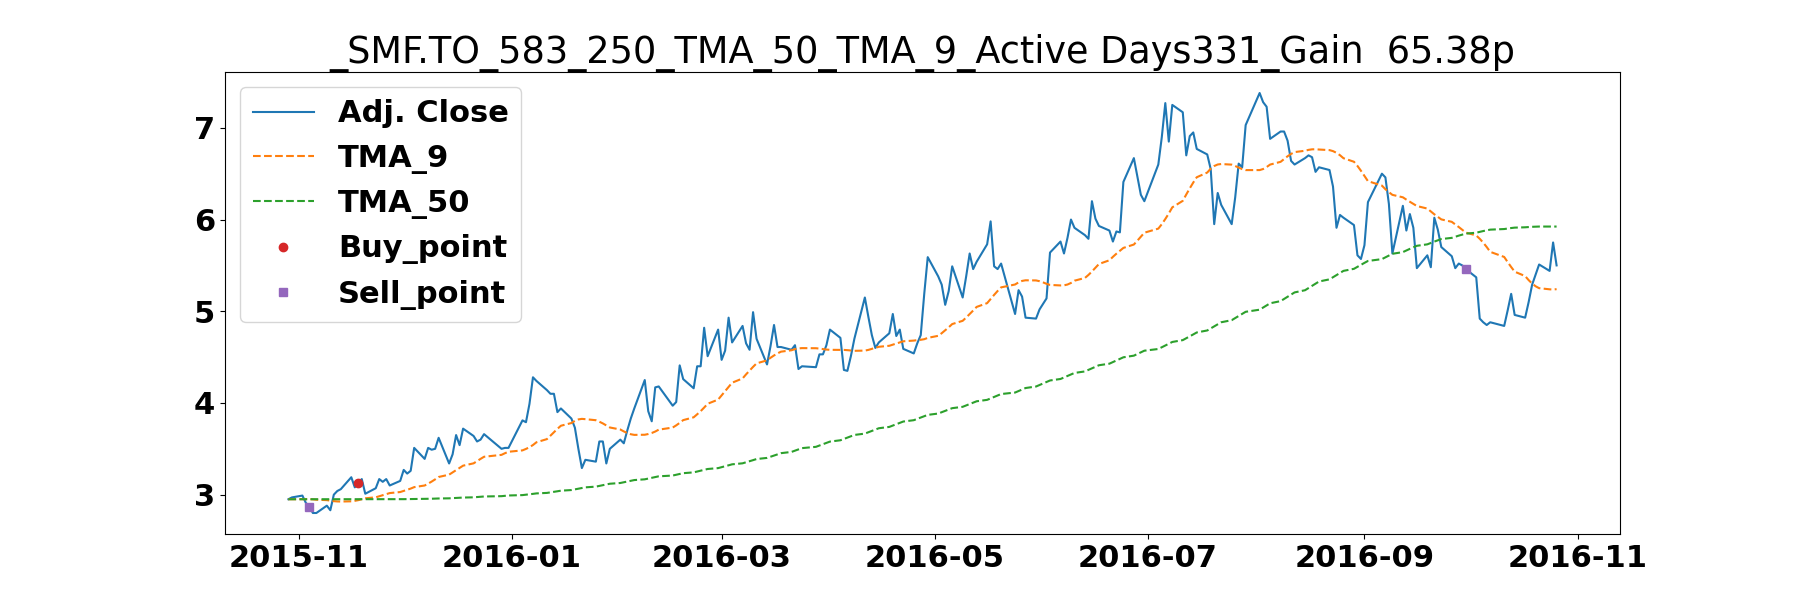 _SMF.TO_583_250_TMA_50_TMA_9_Active Days331_Gain  65.38p
Adj. Close
TMA_9
TMA_50
Buy_point
Sell_point
7
6
5
4
3
2015-11 2016-01 2016-03 2016-05 2016-07 2016-09 2016-11